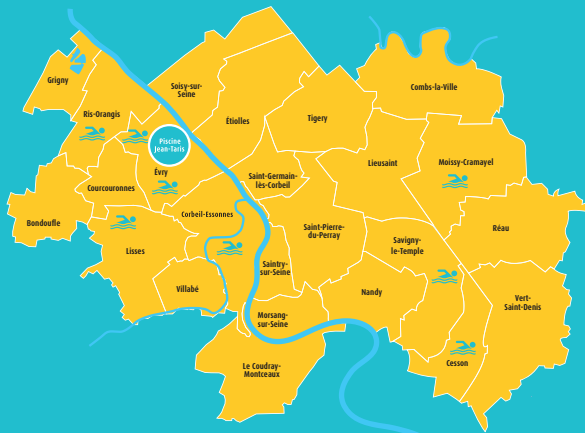 Grigny
Ris-Orangis
Soisy-sur-
Seine
Étiolles
Tigery
Combs-la-Ville
Piscine
Jean-Taris
Évry
Courcouronnes
Saint-Germain-
lès-Corbeil
Lieusaint
Moissy-Cramayel
Bondoufle
Corbeil-Essonnes
Lisses
Saint-Pierre-
du-Perray
Savigny-
le-Temple
Réau
Saintry-
sur-Seine
Villabé
Nandy
Vert-
Saint-Denis
Morsang-
sur-Seine
Cesson
Le Coudray-
Montceaux